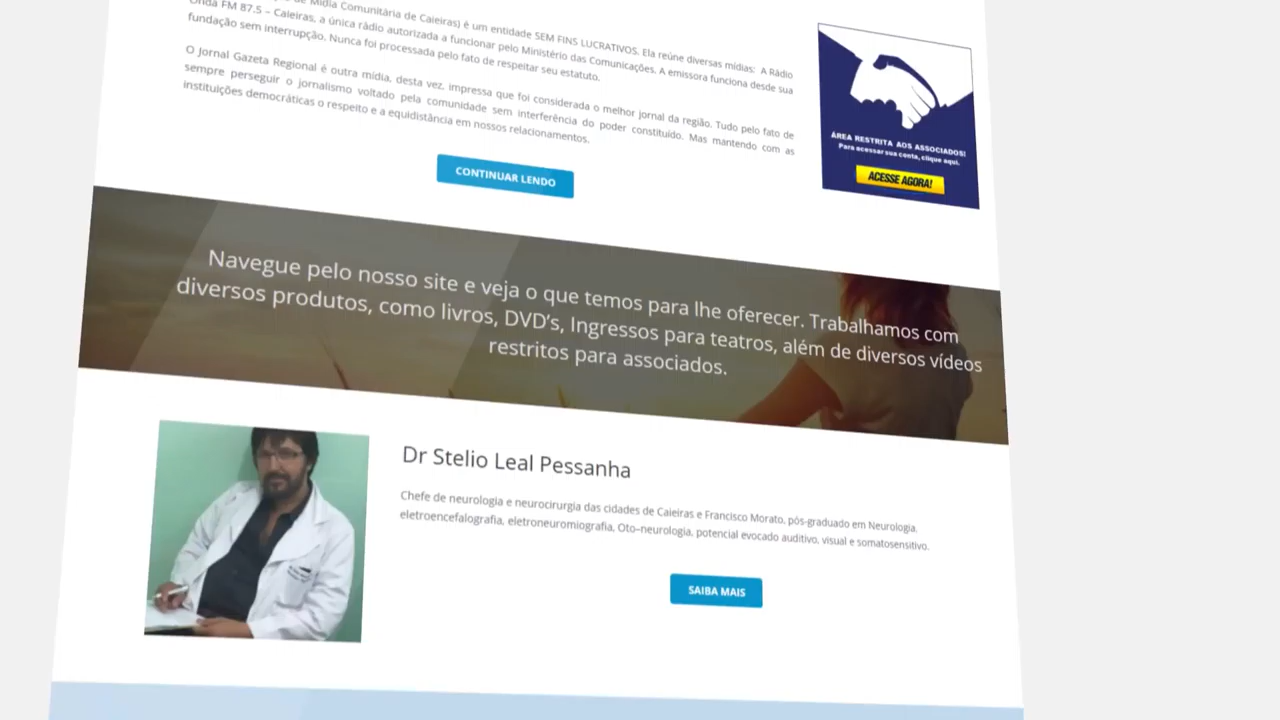 de Mídia Comunitária de Caieiras) é um entidade SEM FINS LUCRATIVOS. Ela reúne diversas mídias: A Rádio
Onda FM 87.5 – Caieiras, a única rádio autorizada a funcionar pelo Ministério das Comunicações. A emissora funciona desde sua
fundação sem interrupção. Nunca foi processada pelo fato de respeitar seu estatuto.
O Jornal Gazeta Regional é outra mídia, desta vez, impressa que foi considerada o melhor jornal da região. Tudo pelo fato de
sempre perseguir o jornalismo voltado pela comunidade sem interferência do poder constituído. Mas mantendo com as
instituições democráticas o respeito e a equidistância em nossos relacionamentos.
CONTINUAR LENDO
ÁREA RESTRITA AOS ASSOCIADOS!
Para acessar sua conta, clique aqui.
ACESSE AGORA!
Navegue pelo nosso site e veja o que temos para lhe oferecer. Trabalhamos com
diversos produtos, como livros, DVD's, Ingressos para teatros, além de diversos vídeos
restritos para associados.
Dr Stelio Leal Pessanha
Chefe de neurologia e neurocirurgia das cidades de Caieiras e Francisco Morato, pós-graduado em Neurologia,
eletroencefalografia, eletroneuromiografia, Oto-neurologia, potencial evocado auditivo, visual e somatosensitivo.
SAIBA MAIS